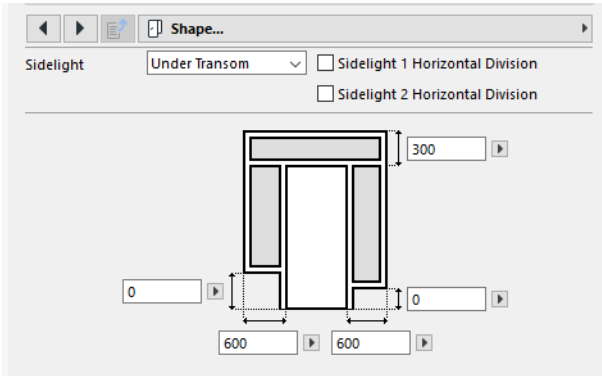 Shape...
Sidelight
Under Transom
Sidelight 1 Horizontal Division
Sidelight 2 Horizontal Division
300
0
0
600
600